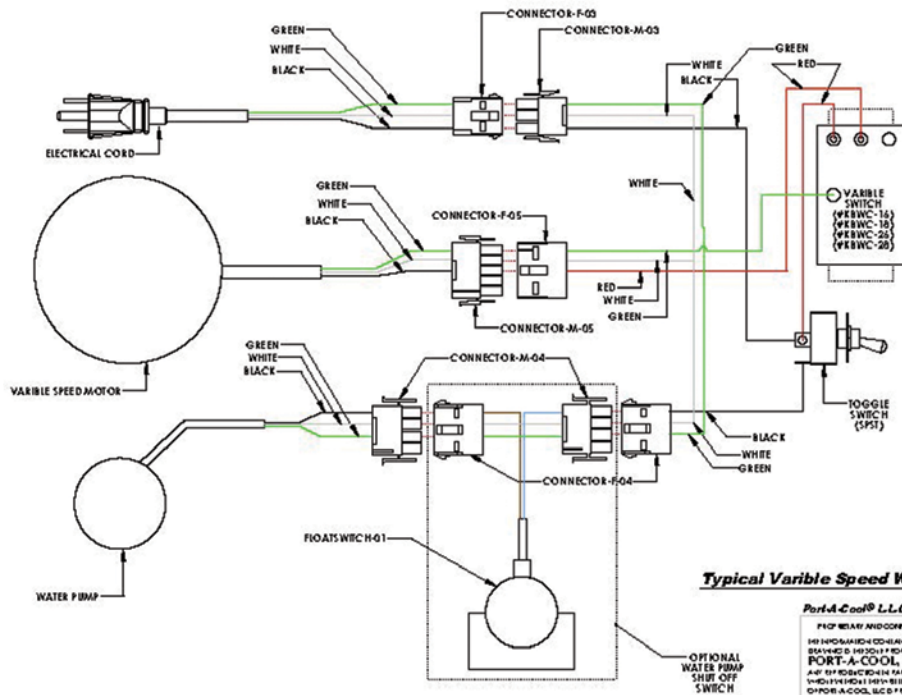 CONNECTOR-F-03
CONNECTOR-M-03
GREEN
WHITE
BLACK
GREEN
RED
WHITE
BLACK
ELECTRICAL CORD
VARIBLE
SWITCH
(#KBWC-16)
(#KBWC-18)
(#KBWC-26)
(#KBWC-28)
WHITE
GREEN
WHITE
BLACK
CONNECTOR-F-05
RED
WHITE
GREEN
CONNECTOR-M-05
VARIBLE SPEED MOTOR
GREEN
WHITE
BLACK
CONNECTOR-M-04
TOGGLE
SWITCH
(SPST)
BLACK
WHITE
GREEN
CONNECTOR-F-04
FLOATSWITCH-01
WATER PUMP
OPTIONAL
WATER PUMP
SHUT OFF
SWITCH
Typical Varible Speed W
Port-A-Cool® L.L.C
PORT-A-COOL,